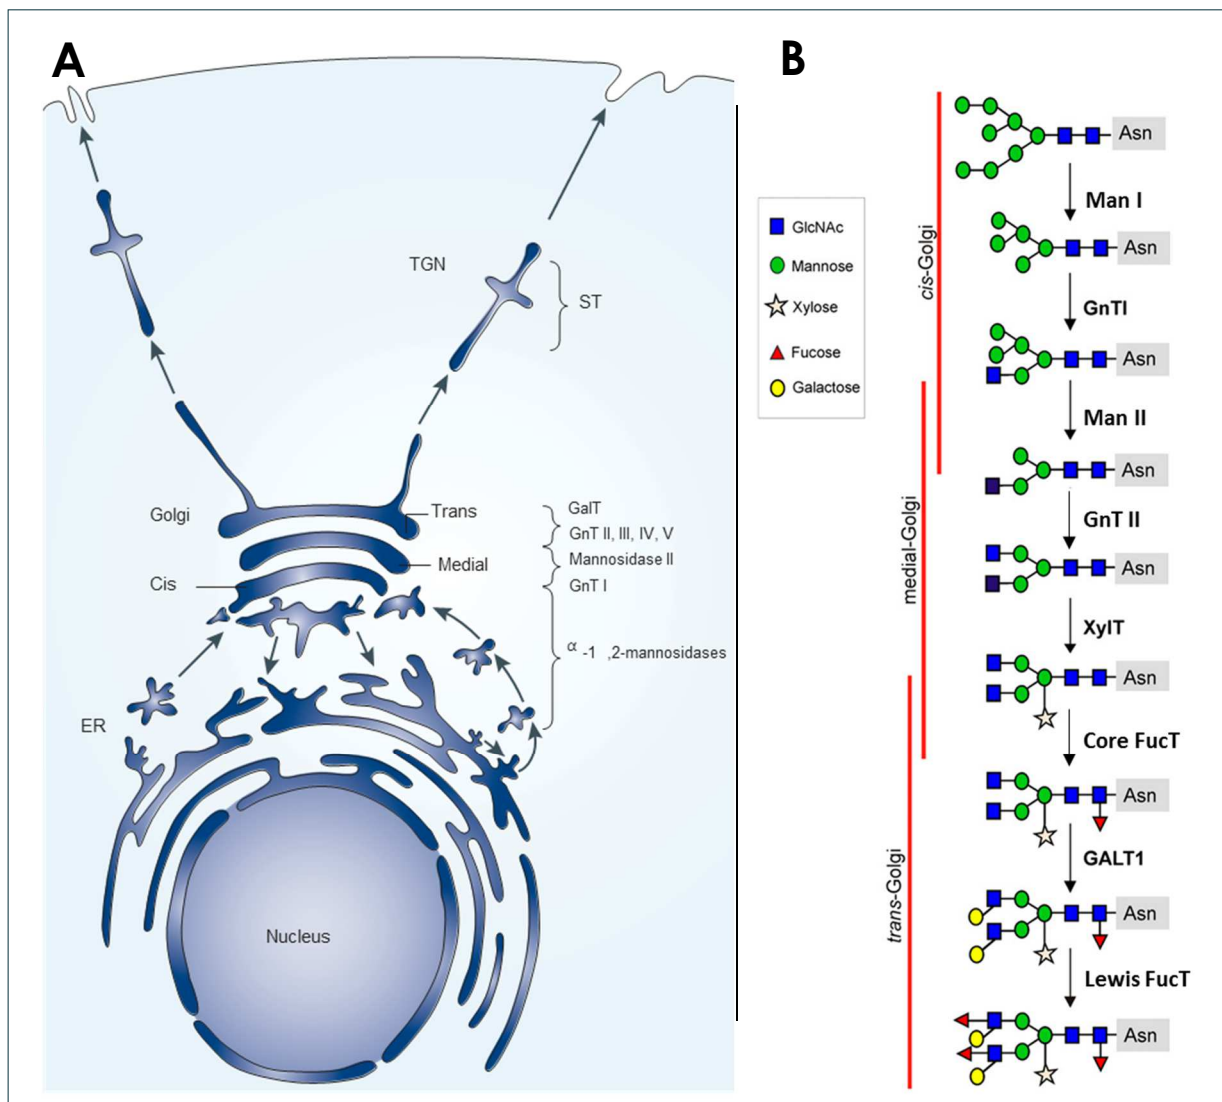 A
TGN
ST
Golgi
Trans
Medial
Cis
GalT
GnT II, III, IV, V
Mannosidase II
GnT I
α -1 ,2-mannosidases
ER
Nucleus
B
GlcNAc
Mannose
Xylose
Fucose
Galactose
cis-Golgi
medial-Golgi
trans-Golgi
Asn
Man I
Asn
GnTI
Asn
Man II
Asn
GnT II
Asn
XylT
Asn
Core FucT
Asn
GALT1
Asn
Lewis FucT
Asn